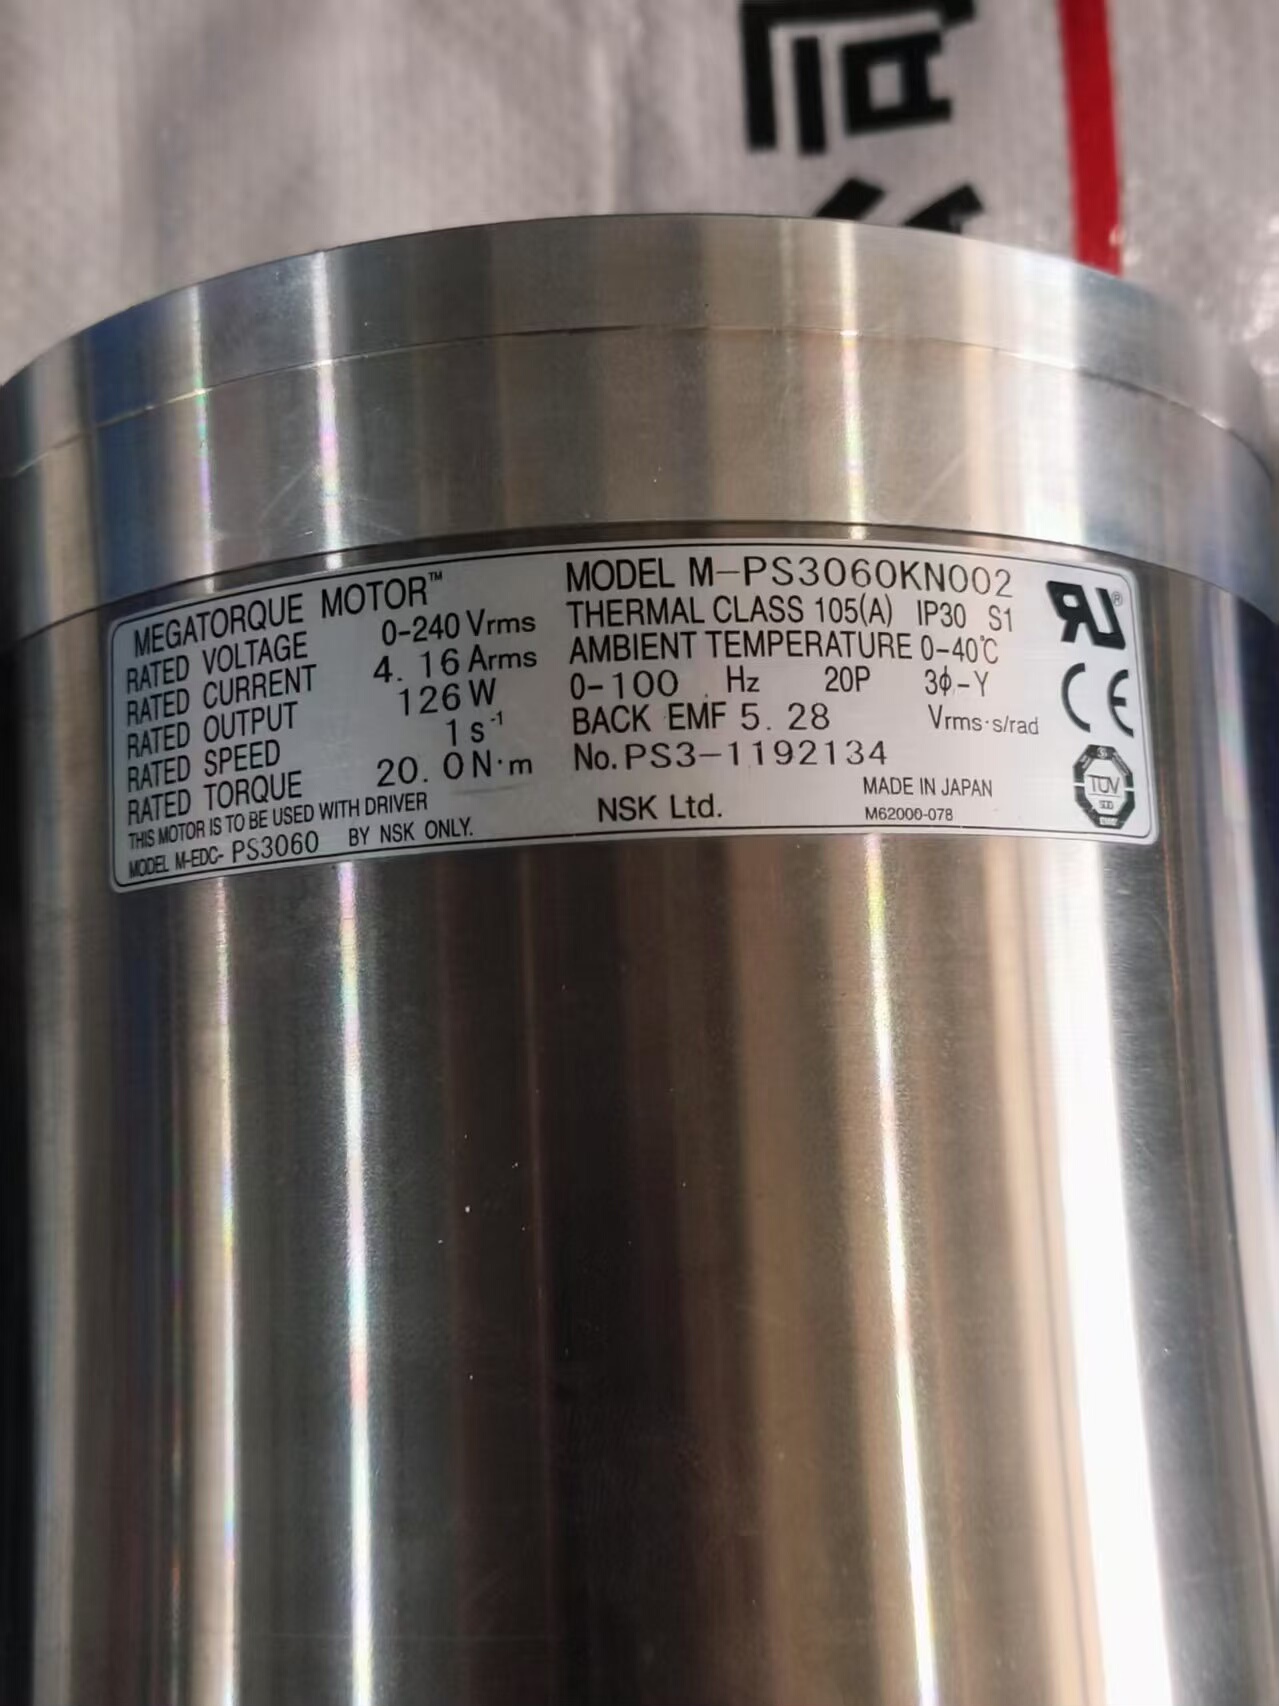 MEGATORQUE MOTOR™
RATED VOLTAGE 0-240 Vrms
RATED CURRENT 4.16 Arms
RATED OUTPUT 126 W
RATED SPEED 1 s⁻¹
RATED TORQUE 20.0 N·m
THIS MOTOR IS TO BE USED WITH DRIVER
MODEL M-EDC- PS3060 BY NSK ONLY.
MODEL M-PS3060KN002
THERMAL CLASS 105(A) IP30 S1
AMBIENT TEMPERATURE 0-40℃
0-100 Hz 20P 3ϕ-Y
BACK EMF 5.28 Vrms·s/rad
No. PS3-1192134
MADE IN JAPAN
NSK Ltd. M62000-078
RU®
CE
TÜV